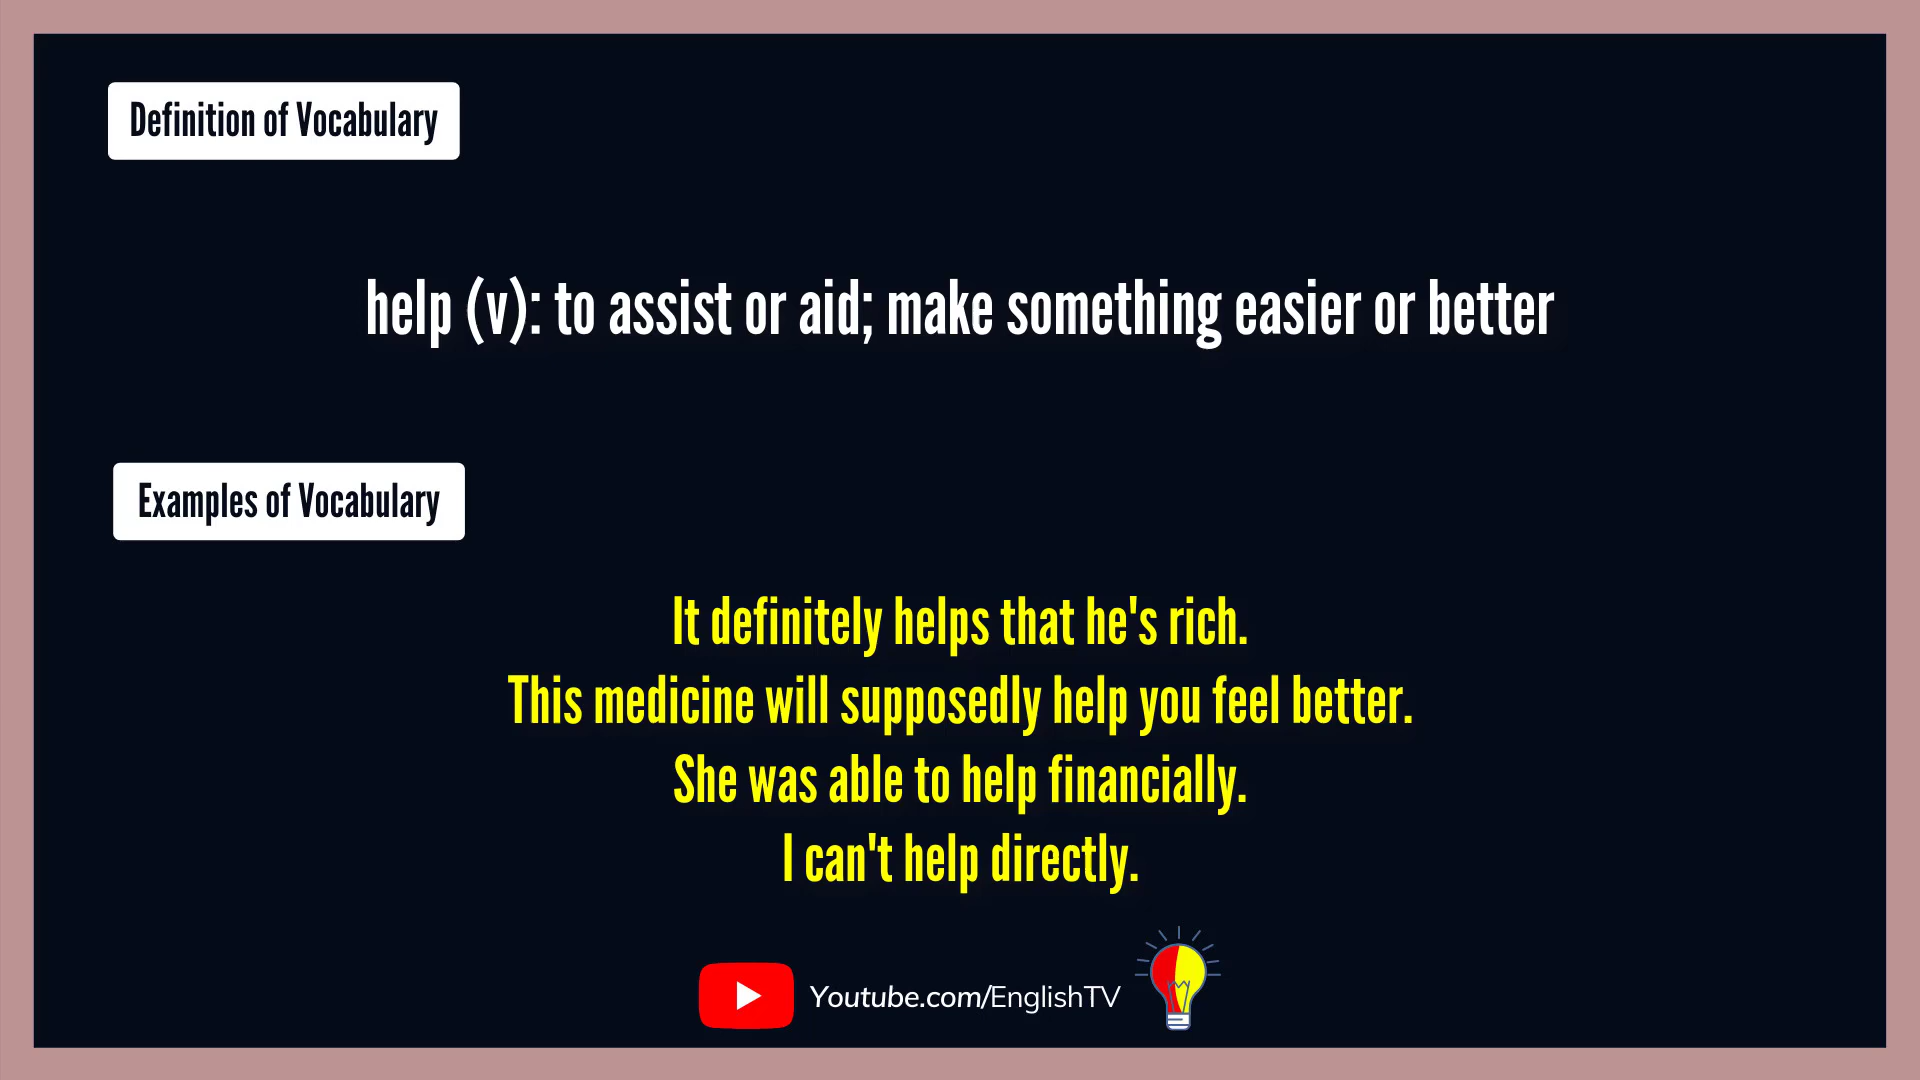 Definition of Vocabulary
help (v): to assist or aid; make something easier or better
Examples of Vocabulary
It definitely helps that he's rich.
This medicine will supposedly help you feel better.
She was able to help financially.
I can't help directly.
Youtube.com/EnglishTV